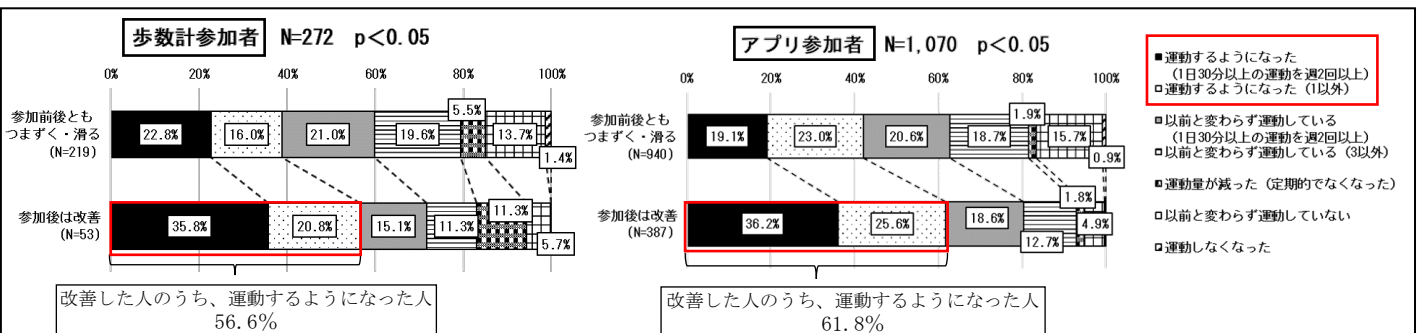 歩数計参加者 N=272 p<0.05
0% 20% 40% 60% 80% 100%
参加前後とも
つまずく・滑る
(N=219)
22.8% 16.0% 21.0% 19.6% 5.5% 13.7% 1.4%
参加後は改善
(N=53)
35.8% 20.8% 15.1% 11.3% 11.3% 5.7%
改善した人のうち、運動するようになった人
56.6%
アプリ参加者 N=1,070 p<0.05
0% 20% 40% 60% 80% 100%
参加前後とも
つまずく・滑る
(N=940)
19.1% 23.0% 20.6% 18.7% 1.9% 15.7% 0.9%
参加後は改善
(N=387)
36.2% 25.6% 18.6% 12.7% 1.8% 4.9%
改善した人のうち、運動するようになった人
61.8%
運動するようになった
(1日30分以上の運動を週2回以上)
運動するようになった(1以外)
以前と変わらず運動している
(1日30分以上の運動を週2回以上)
以前と変わらず運動している(3以外)
運動量が減った(定期的でなくなった)
以前と変わらず運動していない
運動しなくなった